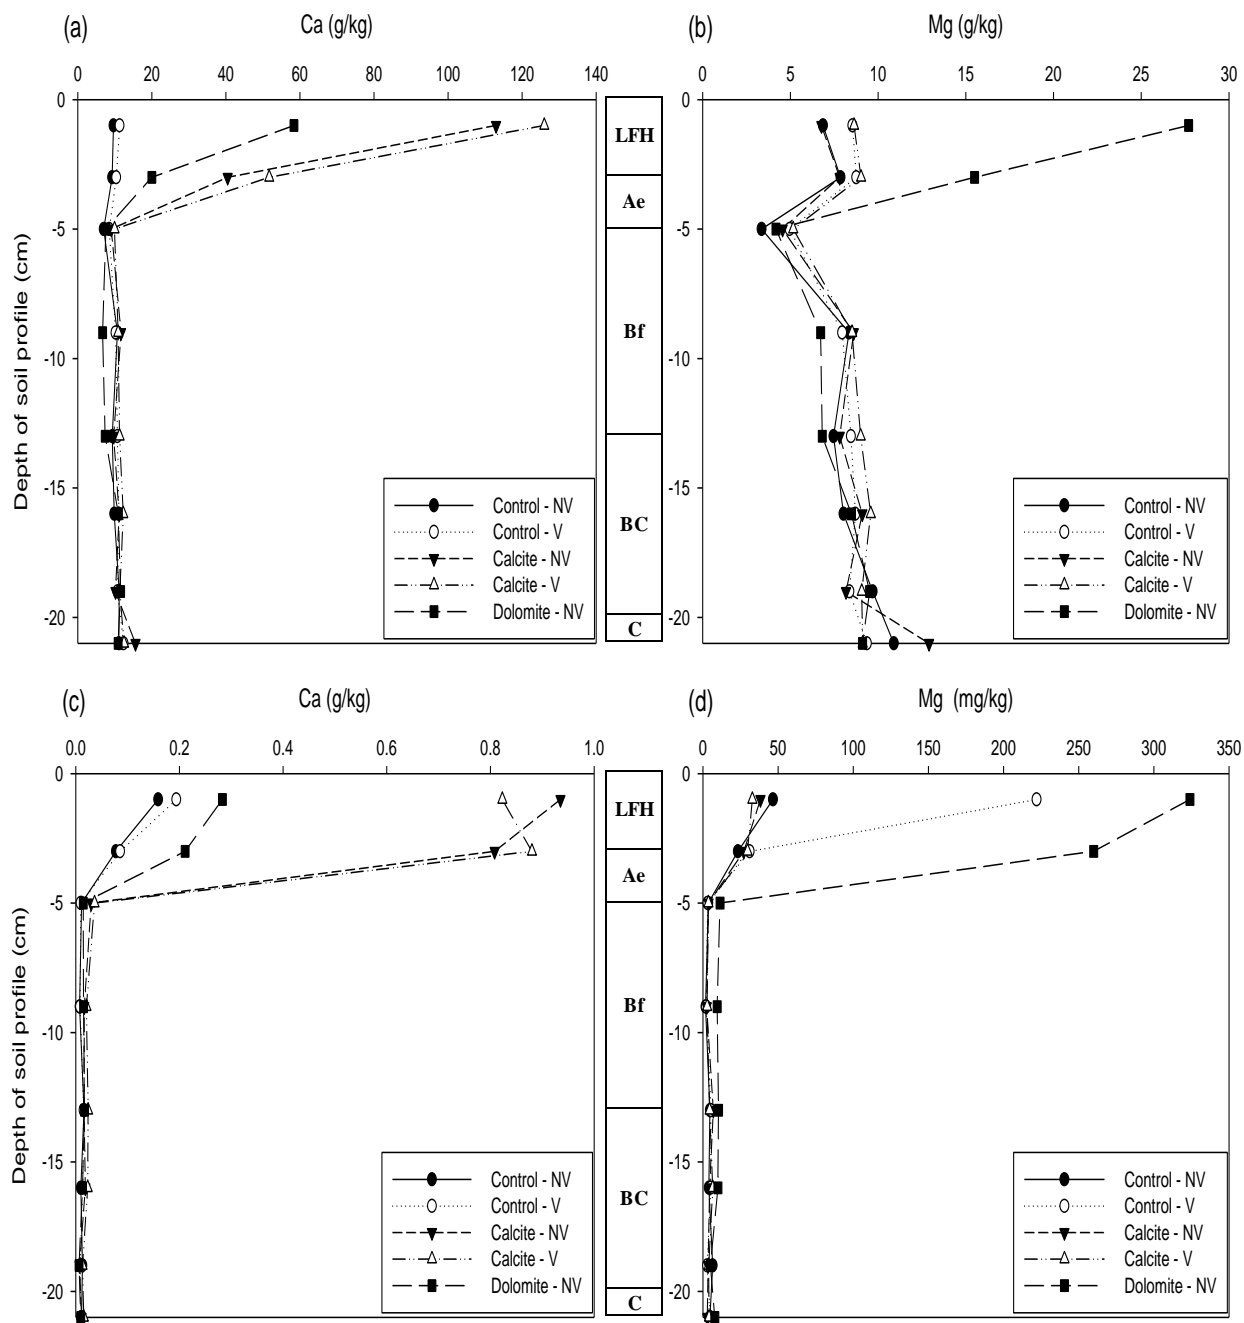 (a) Ca (g/kg)
0 20 40 60 80 100 120 140
0
-5
-10
-15
-20
Depth of soil profile (cm)
Control - NV
Control - V
Calcite - NV
Calcite - V
Dolomite - NV
LFH
Ae
Bf
BC
C
(b) Mg (g/kg)
0 5 10 15 20 25 30
0
-5
-10
-15
-20
Control - NV
Control - V
Calcite - NV
Calcite - V
Dolomite - NV
(c) Ca (g/kg)
0.0 0.2 0.4 0.6 0.8 1.0
0
-5
-10
-15
-20
Depth of soil profile (cm)
Control - NV
Control - V
Calcite - NV
Calcite - V
Dolomite - NV
LFH
Ae
Bf
BC
C
(d) Mg (mg/kg)
0 50 100 150 200 250 300 350
0
-5
-10
-15
-20
Control - NV
Control - V
Calcite - NV
Calcite - V
Dolomite - NV